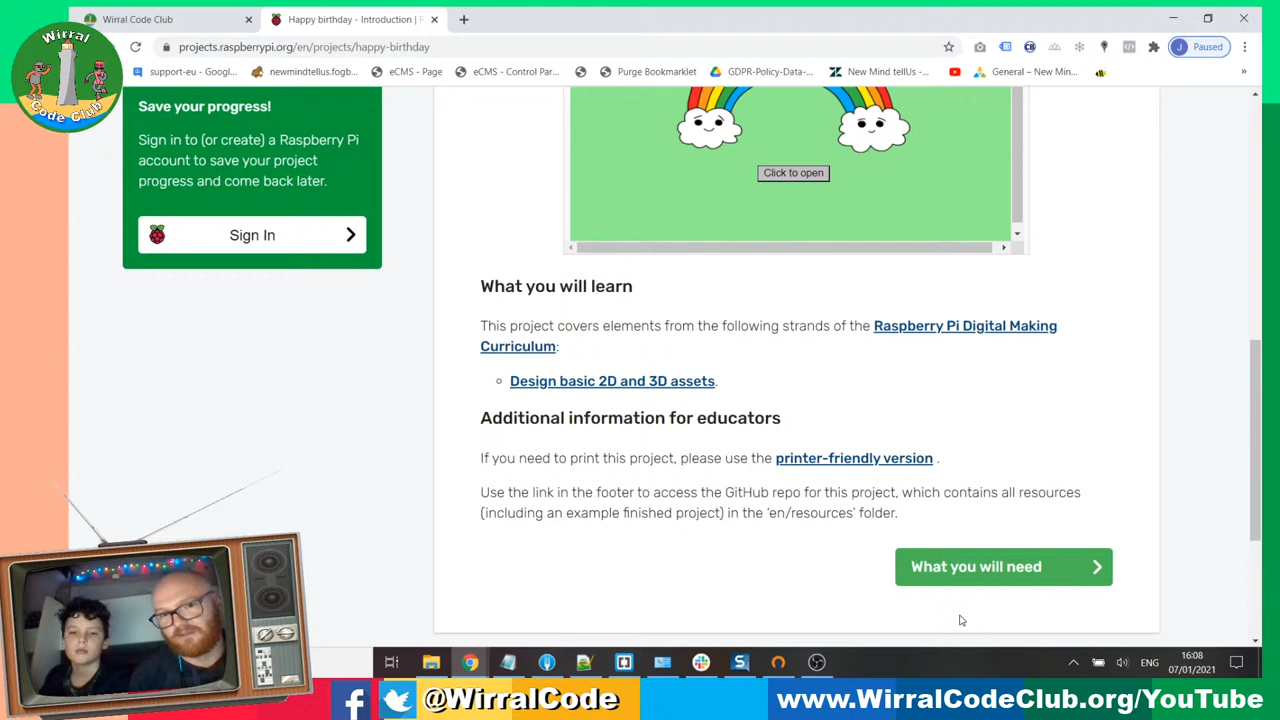 Wirral
Code Club
Wirral Code Club
Happy birthday - Introduction |
projects.raspberrypi.org/en/projects/happy-birthday
J Paused
support-eu - Googl...
newmindtellus.fogb...
eCMS - Page
eCMS - Control Par...
Purge Bookmarklet
GDPR-Policy-Data-...
New Mind tellUs -...
General – New Min...
Save your progress!
Sign in to (or create) a Raspberry Pi
account to save your project
progress and come back later.
Sign In
Click to open
What you will learn
This project covers elements from the following strands of the Raspberry Pi Digital Making
Curriculum:
Design basic 2D and 3D assets.
Additional information for educators
If you need to print this project, please use the printer-friendly version .
Use the link in the footer to access the GitHub repo for this project, which contains all resources
(including an example finished project) in the ‘en/resources’ folder.
What you will need
ENG
16:08
07/01/2021
@WirralCode
www.WirralCodeClub.org/YouTube